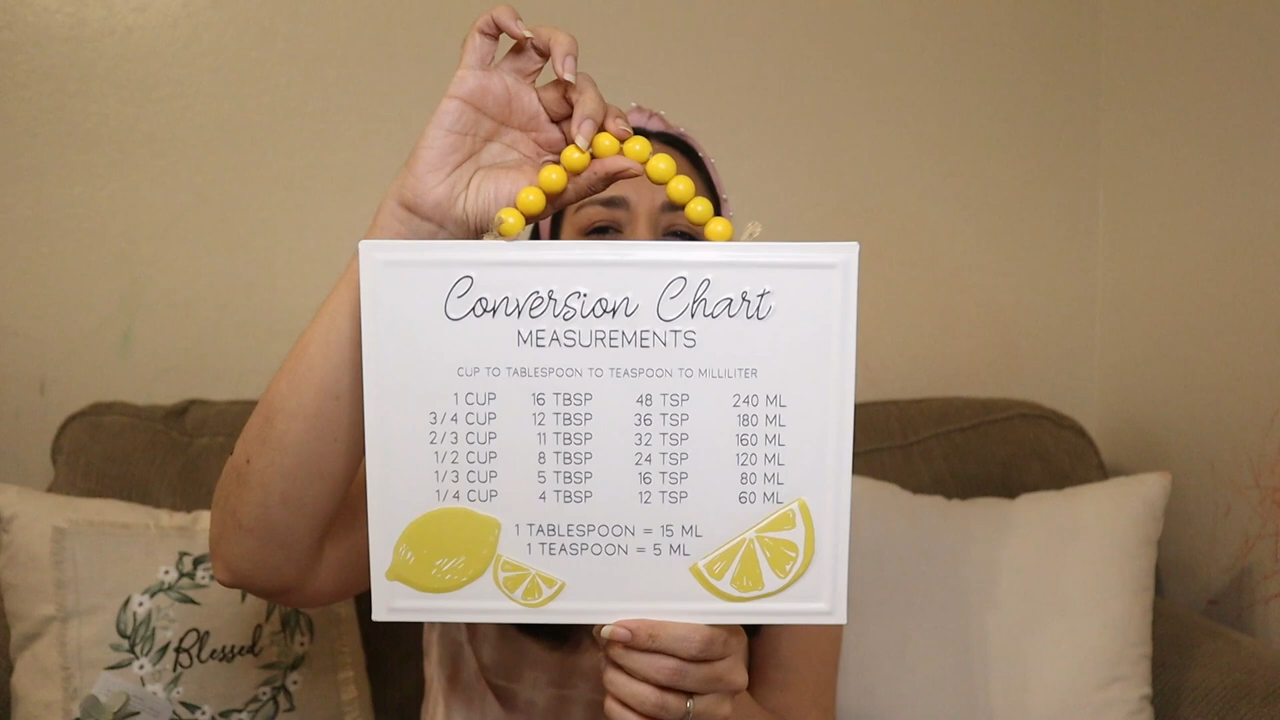 Conversion Chart
MEASUREMENTS
CUP TO TABLESPOON TO TEASPOON TO MILLILITER
1 CUP 16 TBSP 48 TSP 240 ML
3/4 CUP 12 TBSP 36 TSP 180 ML
2/3 CUP 11 TBSP 32 TSP 160 ML
1/2 CUP 8 TBSP 24 TSP 120 ML
1/3 CUP 5 TBSP 16 TSP 80 ML
1/4 CUP 4 TBSP 12 TSP 60 ML
1 TABLESPOON = 15 ML
1 TEASPOON = 5 ML
Blessed